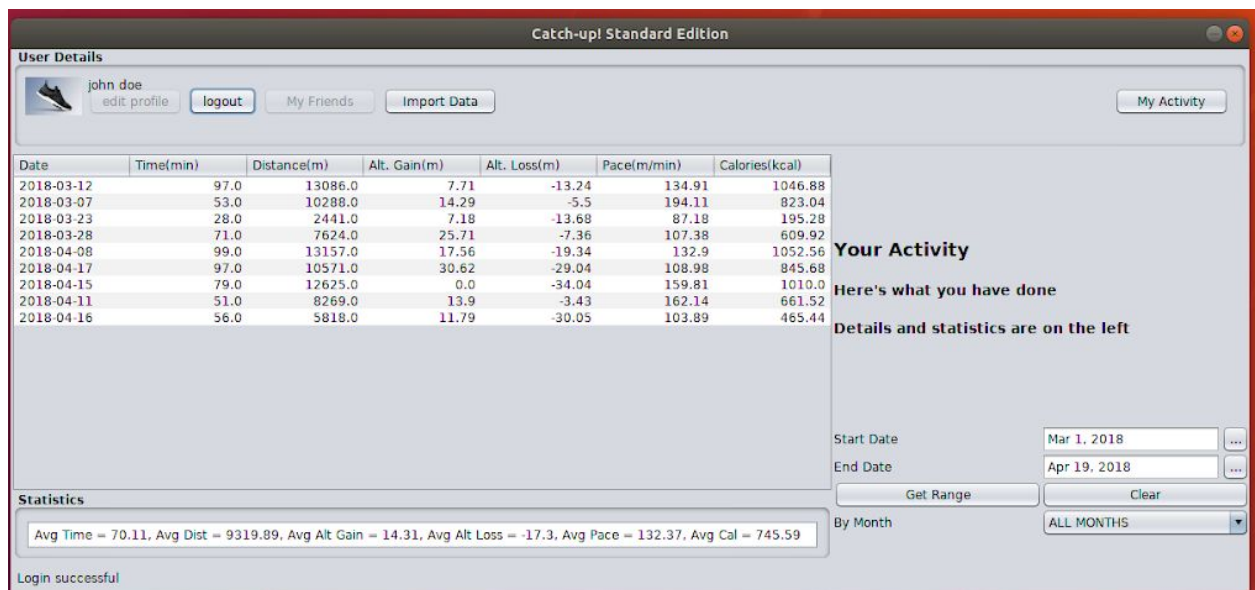 Catch-up! Standard Edition
User Details
john doe
edit profile logout My Friends Import Data My Activity
Date Time(min) Distance(m) Alt. Gain(m) Alt. Loss(m) Pace(m/min) Calories(kcal)
2018-03-12 97.0 13086.0 7.71 -13.24 134.91 1046.88
2018-03-07 53.0 10288.0 14.29 -5.5 194.11 823.04
2018-03-23 28.0 2441.0 7.18 -13.68 87.18 195.28
2018-03-28 71.0 7624.0 25.71 -7.36 107.38 609.92
2018-04-08 99.0 13157.0 17.56 -19.34 132.9 1052.56
2018-04-17 97.0 10571.0 30.62 -29.04 108.98 845.68
2018-04-15 79.0 12625.0 0.0 -34.04 159.81 1010.0
2018-04-11 51.0 8269.0 13.9 -3.43 162.14 661.52
2018-04-16 56.0 5818.0 11.79 -30.05 103.89 465.44
Your Activity
Here's what you have done
Details and statistics are on the left
Start Date Mar 1, 2018 ...
End Date Apr 19, 2018 ...
Get Range Clear
By Month ALL MONTHS
Statistics
Avg Time = 70.11, Avg Dist = 9319.89, Avg Alt Gain = 14.31, Avg Alt Loss = -17.3, Avg Pace = 132.37, Avg Cal = 745.59
Login successful